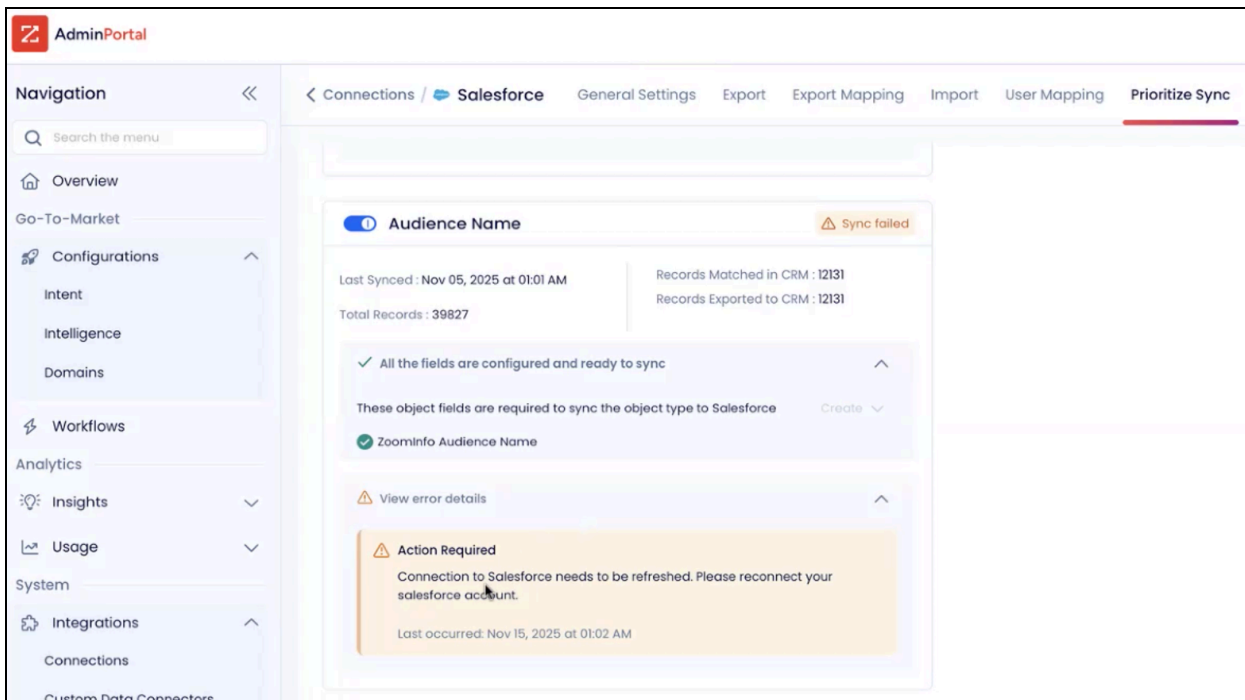 AdminPortal
Navigation
Search the menu
Overview
Go-To-Market
Configurations
Intent
Intelligence
Domains
Workflows
Analytics
Insights
Usage
System
Integrations
Connections
Custom Data Connectors
Connections / Salesforce
General Settings
Export
Export Mapping
Import
User Mapping
Prioritize Sync
Audience Name
Sync failed
Last Synced : Nov 05, 2025 at 01:01 AM
Total Records : 39827
Records Matched in CRM : 12131
Records Exported to CRM : 12131
All the fields are configured and ready to sync
These object fields are required to sync the object type to Salesforce
Create
ZoomInfo Audience Name
View error details
Action Required
Connection to Salesforce needs to be refreshed. Please reconnect your
salesforce account.
Last occurred: Nov 15, 2025 at 01:02 AM